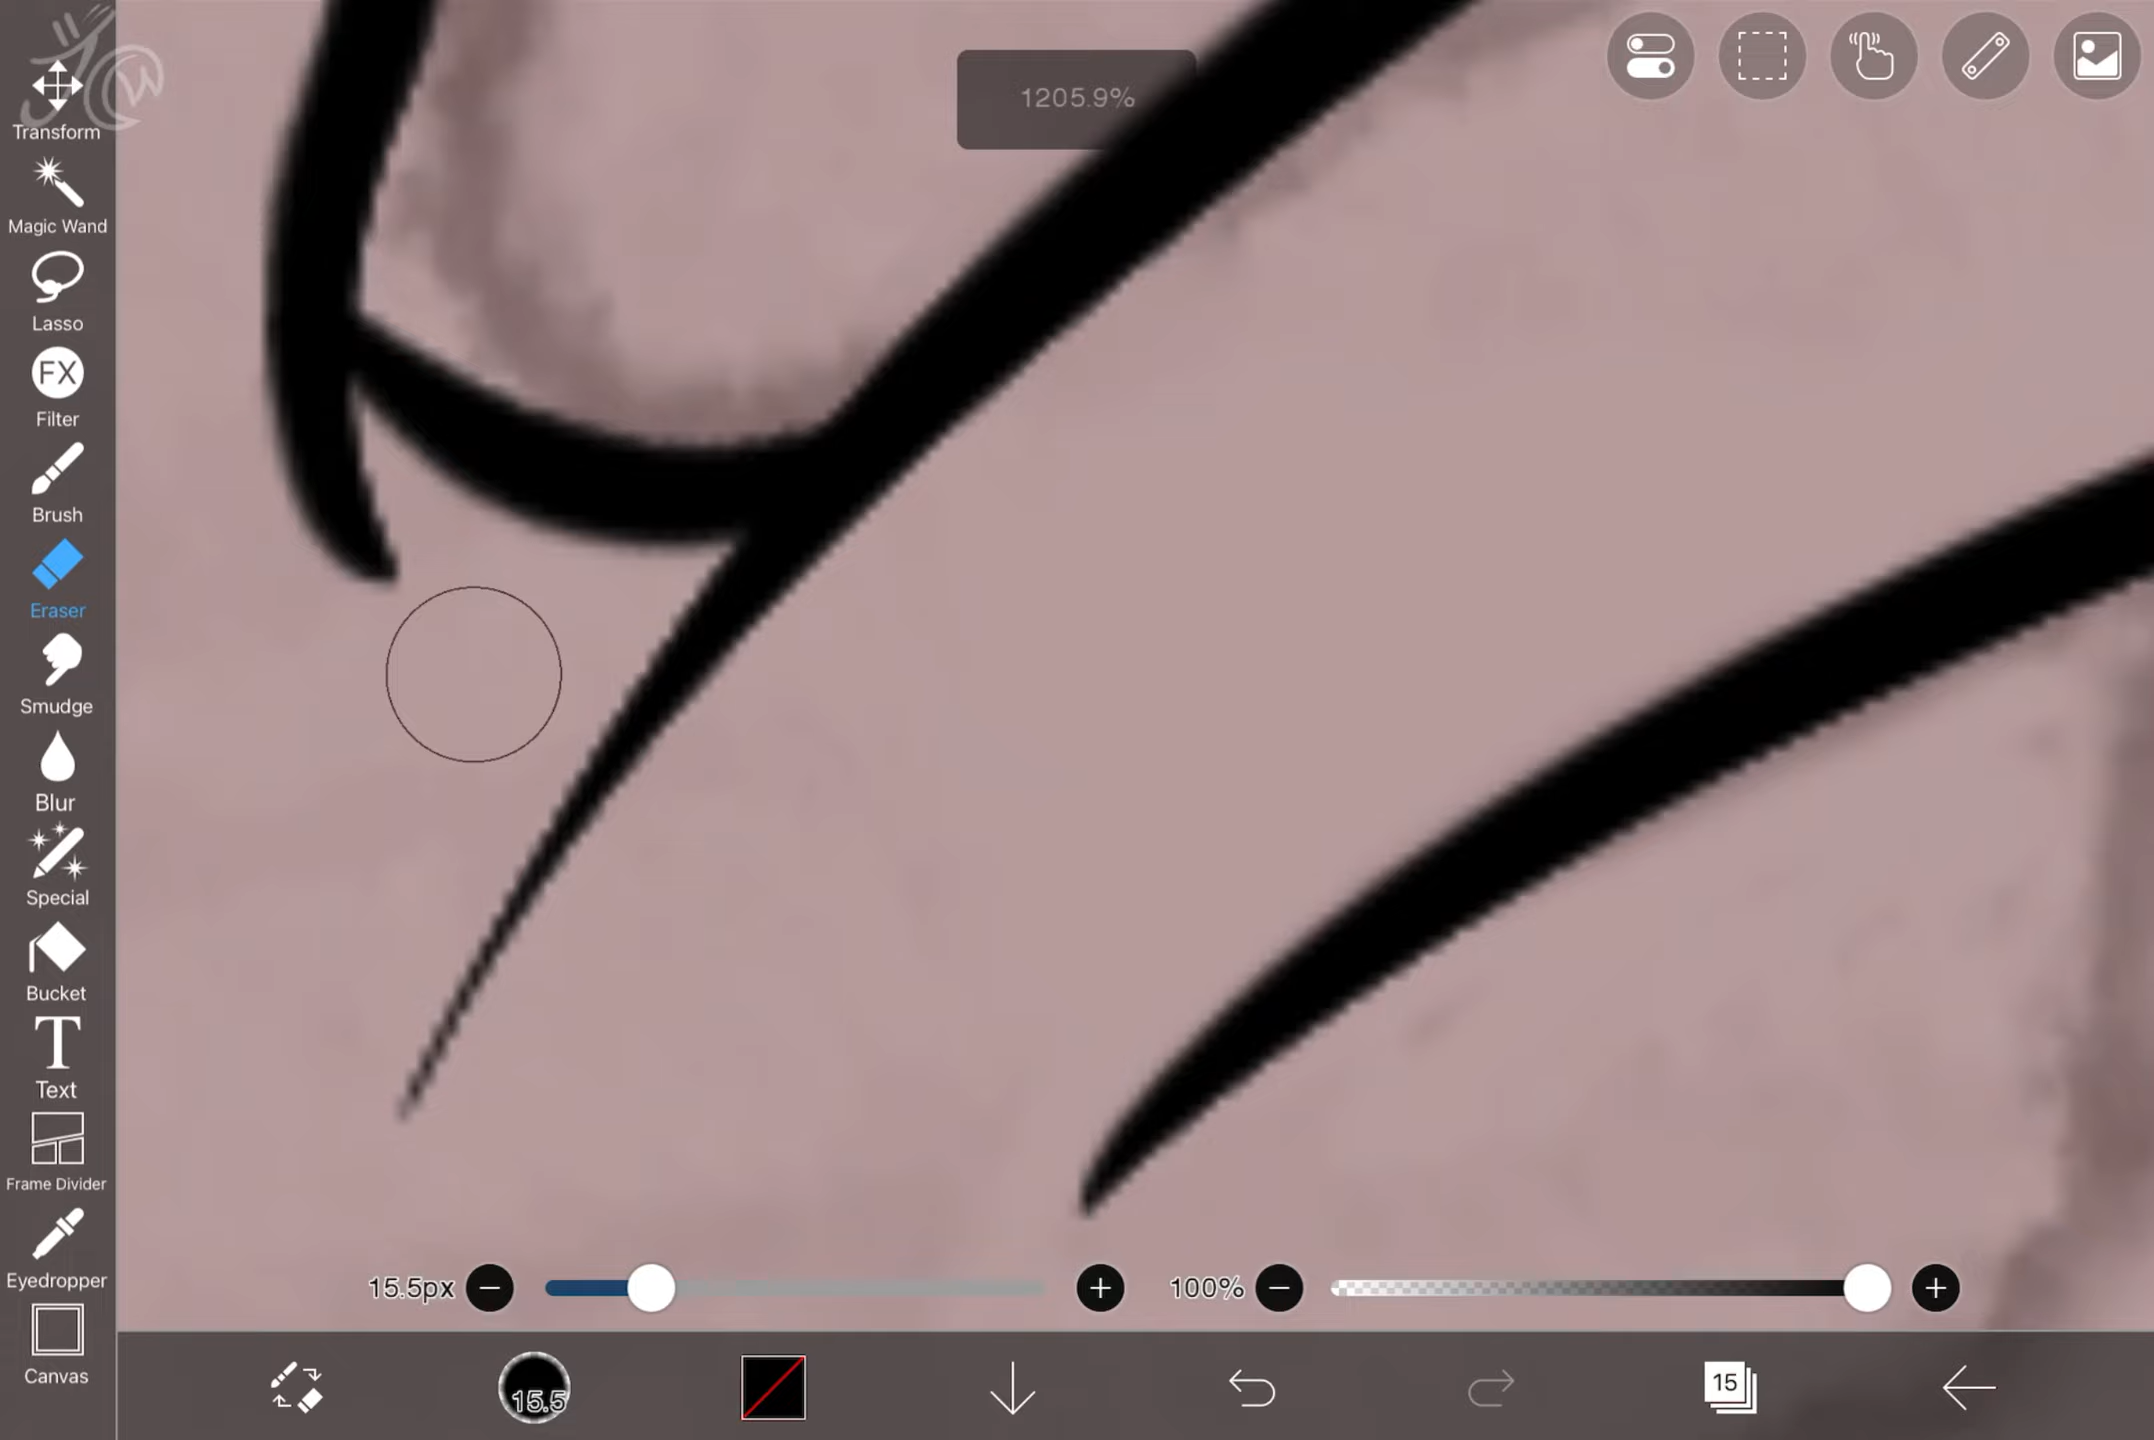 1205.9%
Transform
Magic Wand
Lasso
FX
Filter
Brush
Eraser
Smudge
Blur
Special
Bucket
T
Text
Frame Divider
Eyedropper
Canvas
15.5px
100%
15.5
15